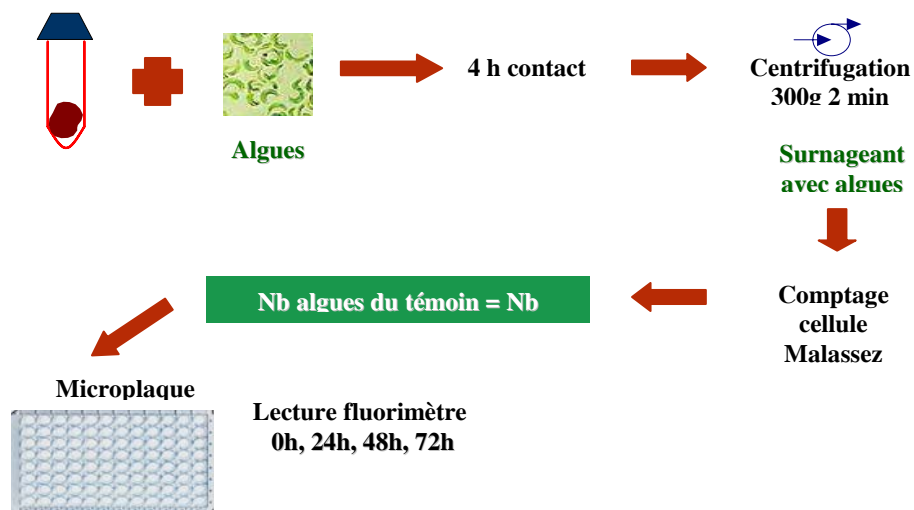 Algues
4 h contact
Centrifugation
300g 2 min
Surnageant
avec algues
Comptage
cellule
Malassez
Nb algues du témoin = Nb
Microplaque
Lecture fluorimètre
0h, 24h, 48h, 72h